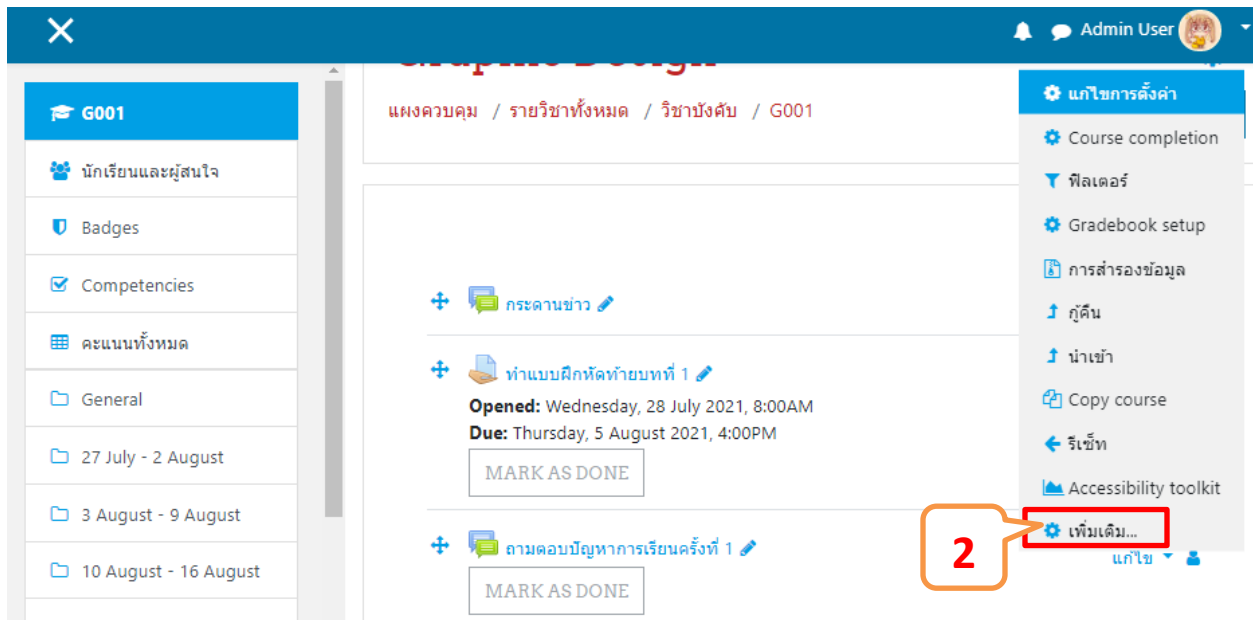 Admin User
G001
นักเรียนและผู้สนใจ
Badges
Competencies
คะแนนทั้งหมด
General
27 July - 2 August
3 August - 9 August
10 August - 16 August
Graphic Design
แผงควบคุม / รายวิชาทั้งหมด / วิชาบังคับ / G001
กระดานข่าว
ทำแบบฝึกหัดท้ายบทที่ 1
Opened: Wednesday, 28 July 2021, 8:00AM
Due: Thursday, 5 August 2021, 4:00PM
MARK AS DONE
ถามตอบปัญหาการเรียนครั้งที่ 1
MARK AS DONE
แก้ไขการตั้งค่า
Course completion
ฟิลเตอร์
Gradebook setup
การสำรองข้อมูล
กู้คืน
นำเข้า
Copy course
รีเซ็ท
Accessibility toolkit
เพิ่มเติม...
2
แก้ไข